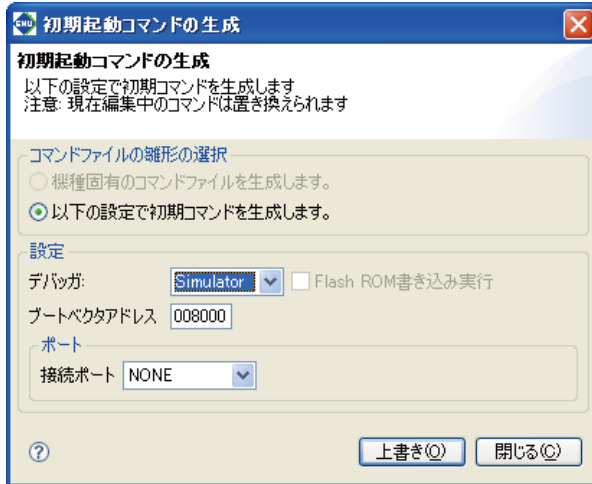 GNU 初期起動コマンドの生成
初期起動コマンドの生成
以下の設定で初期コマンドを生成します
注意: 現在編集中のコマンドは置き換えられます
コマンドファイルの雛形の選択
機種固有のコマンドファイルを生成します。
以下の設定で初期コマンドを生成します。
設定
デバッガ: Simulator Flash ROM書き込み実行
ブートベクタアドレス 008000
ポート
接続ポート NONE
? 上書き(O) 閉じる(C)